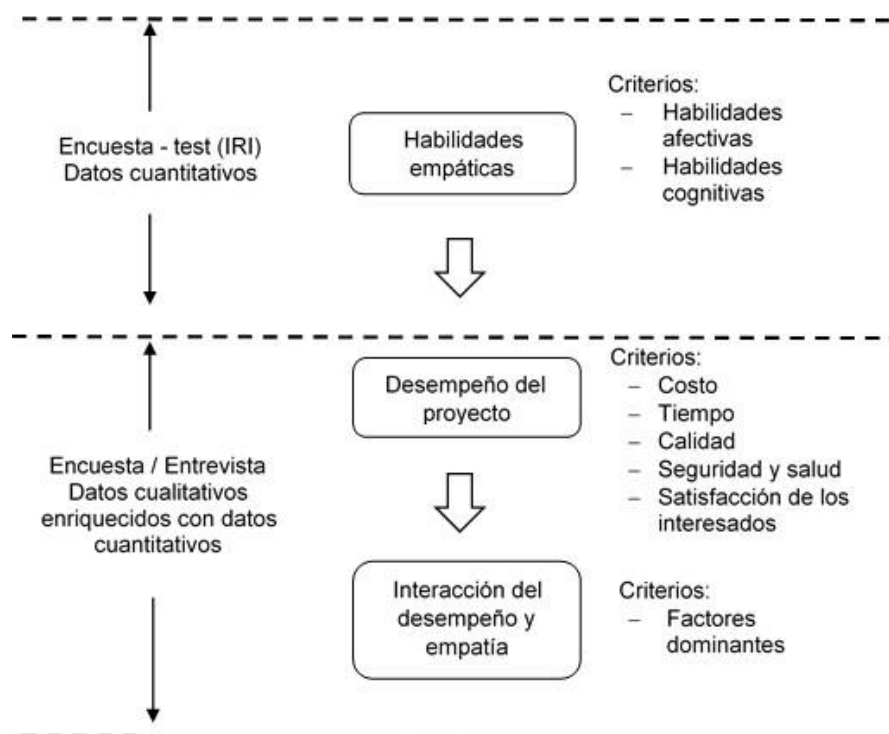 Encuesta - test (IRI)
Datos cuantitativos
Habilidades
empáticas
Criterios:
– Habilidades
afectivas
– Habilidades
cognitivas
Encuesta / Entrevista
Datos cualitativos
enriquecidos con datos
cuantitativos
Desempeño del
proyecto
Criterios:
– Costo
– Tiempo
– Calidad
– Seguridad y salud
– Satisfacción de los
interesados
Interacción del
desempeño y
empatía
Criterios:
– Factores
dominantes